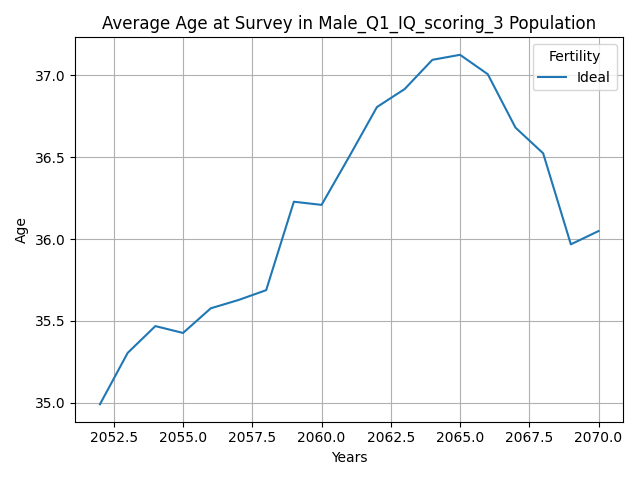 Average Age at Survey in Male_Q1_IQ_scoring_3 Population
Fertility
Ideal
37.0
36.5
36.0
35.5
35.0
Age
2052.5 2055.0 2057.5 2060.0 2062.5 2065.0 2067.5 2070.0
Years